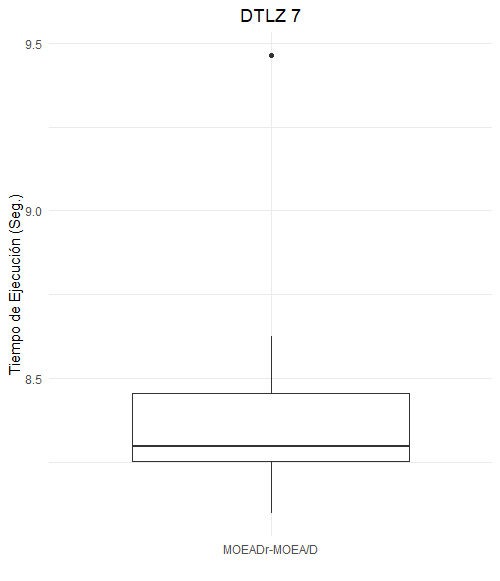 DTLZ 7
Tiempo de Ejecución (Seg.)
9.5
9.0
8.5
MOEADr-MOEA/D